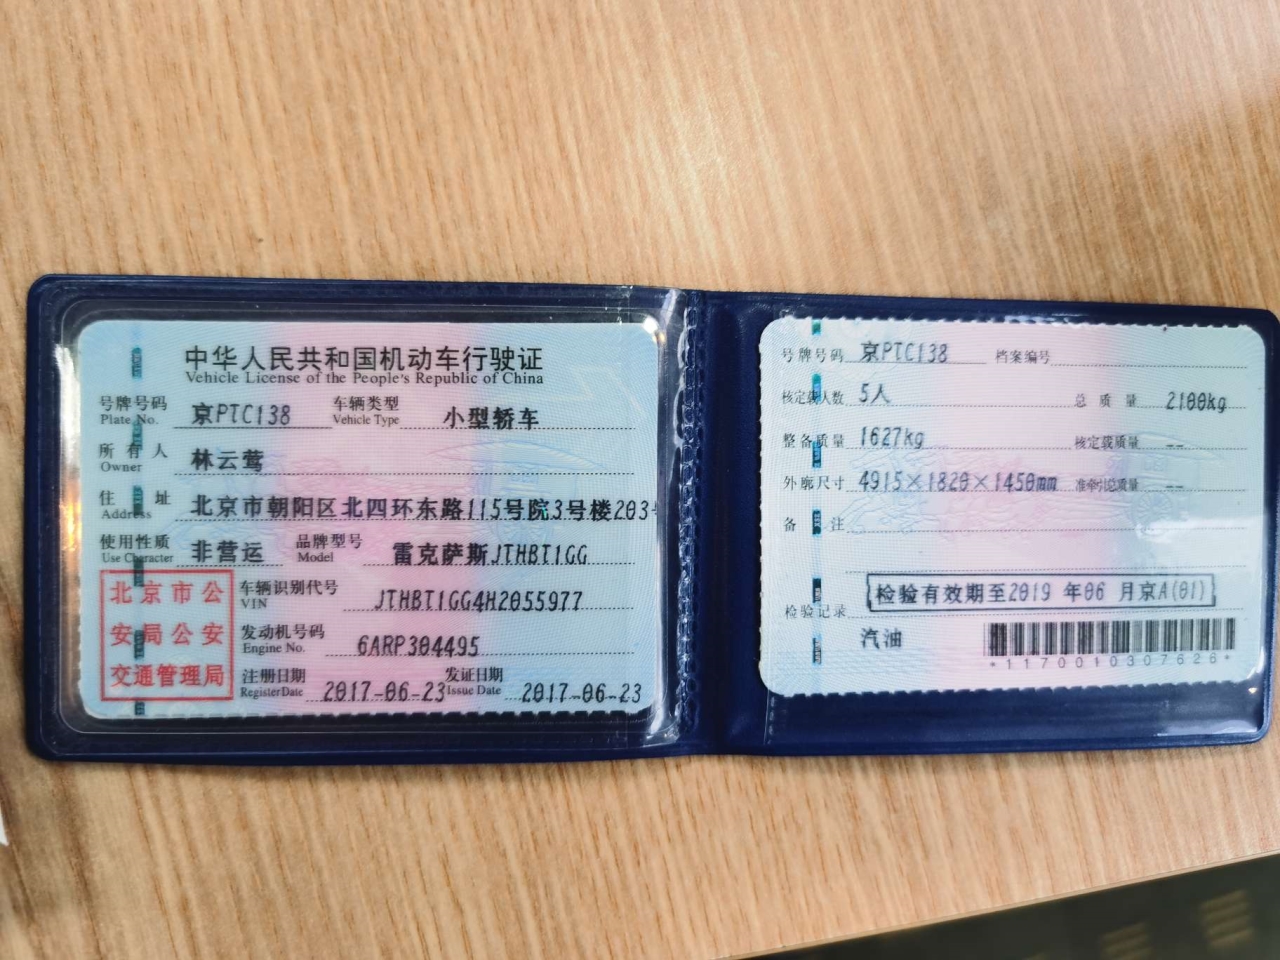 中华人民共和国机动车行驶证
Vehicle License of the People's Republic of China
号牌号码 京PTC138 车辆类型 小型轿车
Plate No. Vehicle Type
所有人 林云莺
Owner
住址 北京市朝阳区北四环东路115号院3号楼203
Address
使用性质 非营运 品牌型号 雷克萨斯JTHBT1GG
Use Character Model
北京市公
安局公安
交通管理局
车辆识别代号 JTHBT1GG4H2055977
VIN
发动机号码 6ARP304495
Engine No.
注册日期 2017-06-23 发证日期 2017-06-23
Register Date Issue Date
号牌号码 京PTC138 档案编号
核定载人数 5人 总质量 2100kg
整备质量 1627kg 核定载质量 --
外廓尺寸 4915×1820×1450mm 准牵引总质量 --
备注
检验记录 检验有效期至2019年06月京A(01)
汽油
*1170010307626*